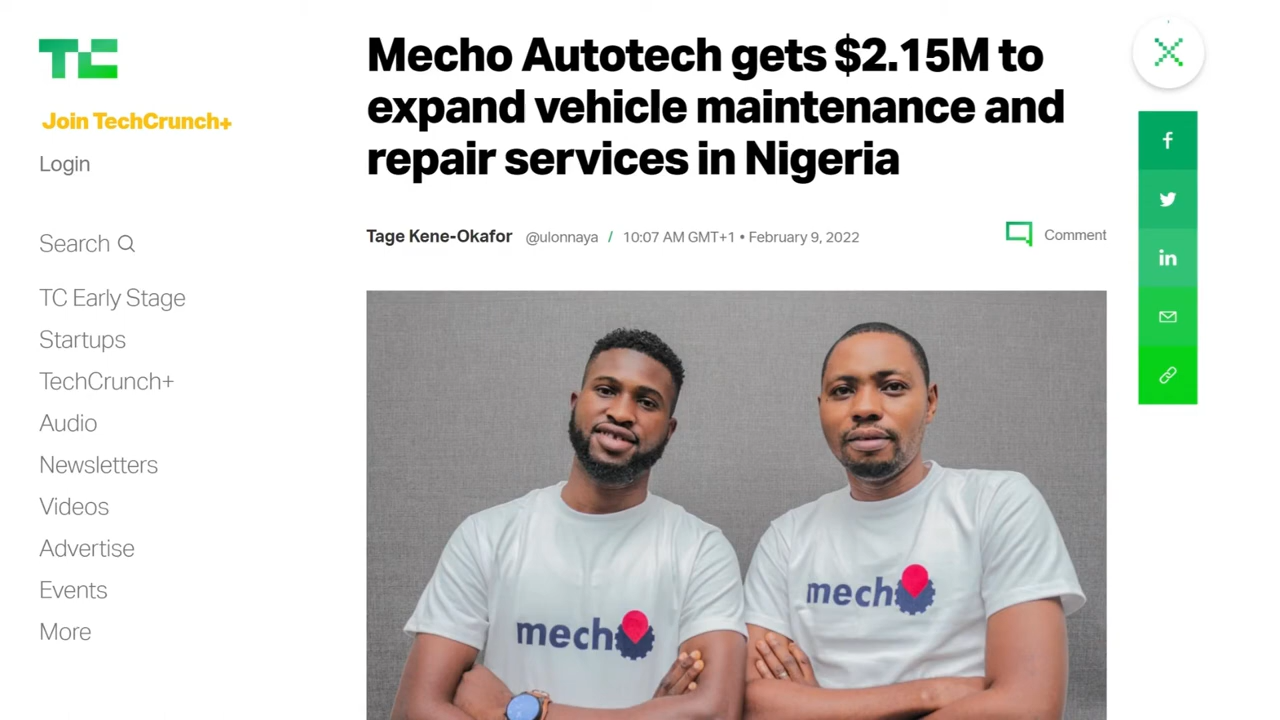 TC
Join TechCrunch+
Login
Search
TC Early Stage
Startups
TechCrunch+
Audio
Newsletters
Videos
Advertise
Events
More
Mecho Autotech gets $2.15M to
expand vehicle maintenance and
repair services in Nigeria
Tage Kene-Okafor @ulonnaya / 10:07 AM GMT+1 • February 9, 2022
Comment
mecho
mecho
f
in